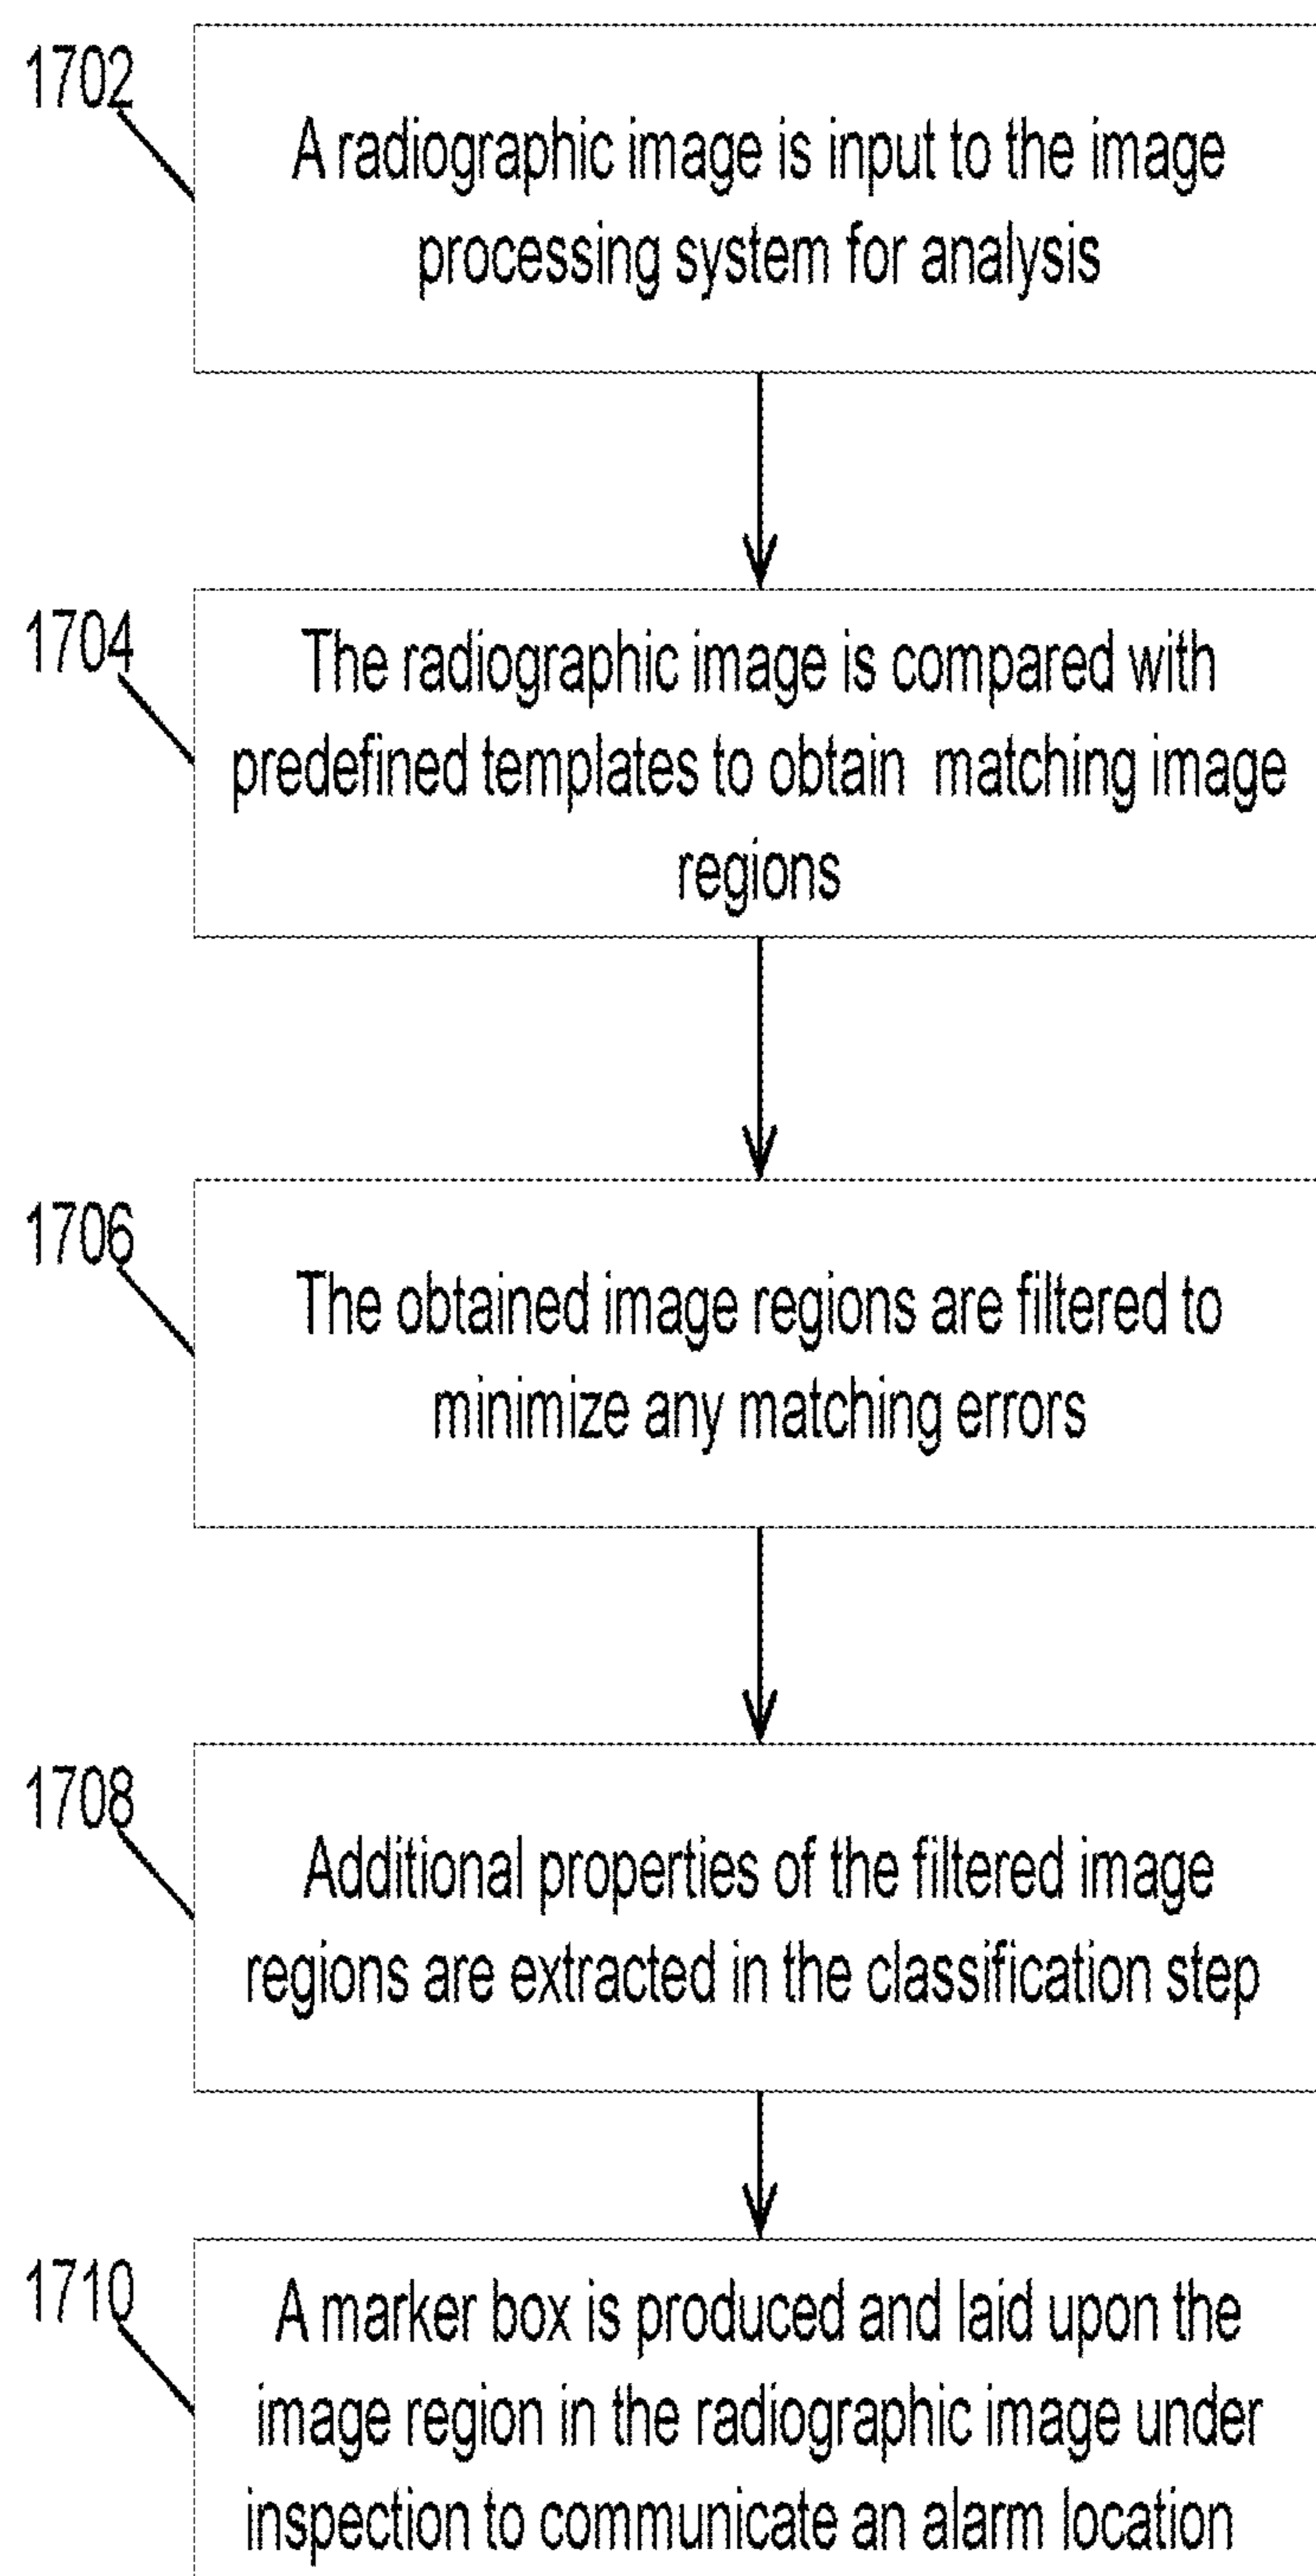 1702
A radiographic image is input to the image
processing system for analysis
1704
The radiographic image is compared with
predefined templates to obtain matching image
regions
1706
The obtained image regions are filtered to
minimize any matching errors
1708
Additional properties of the filtered image
regions are extracted in the classification step
1710
A marker box is produced and laid upon the
image region in the radiographic image under
inspection to communicate an alarm location